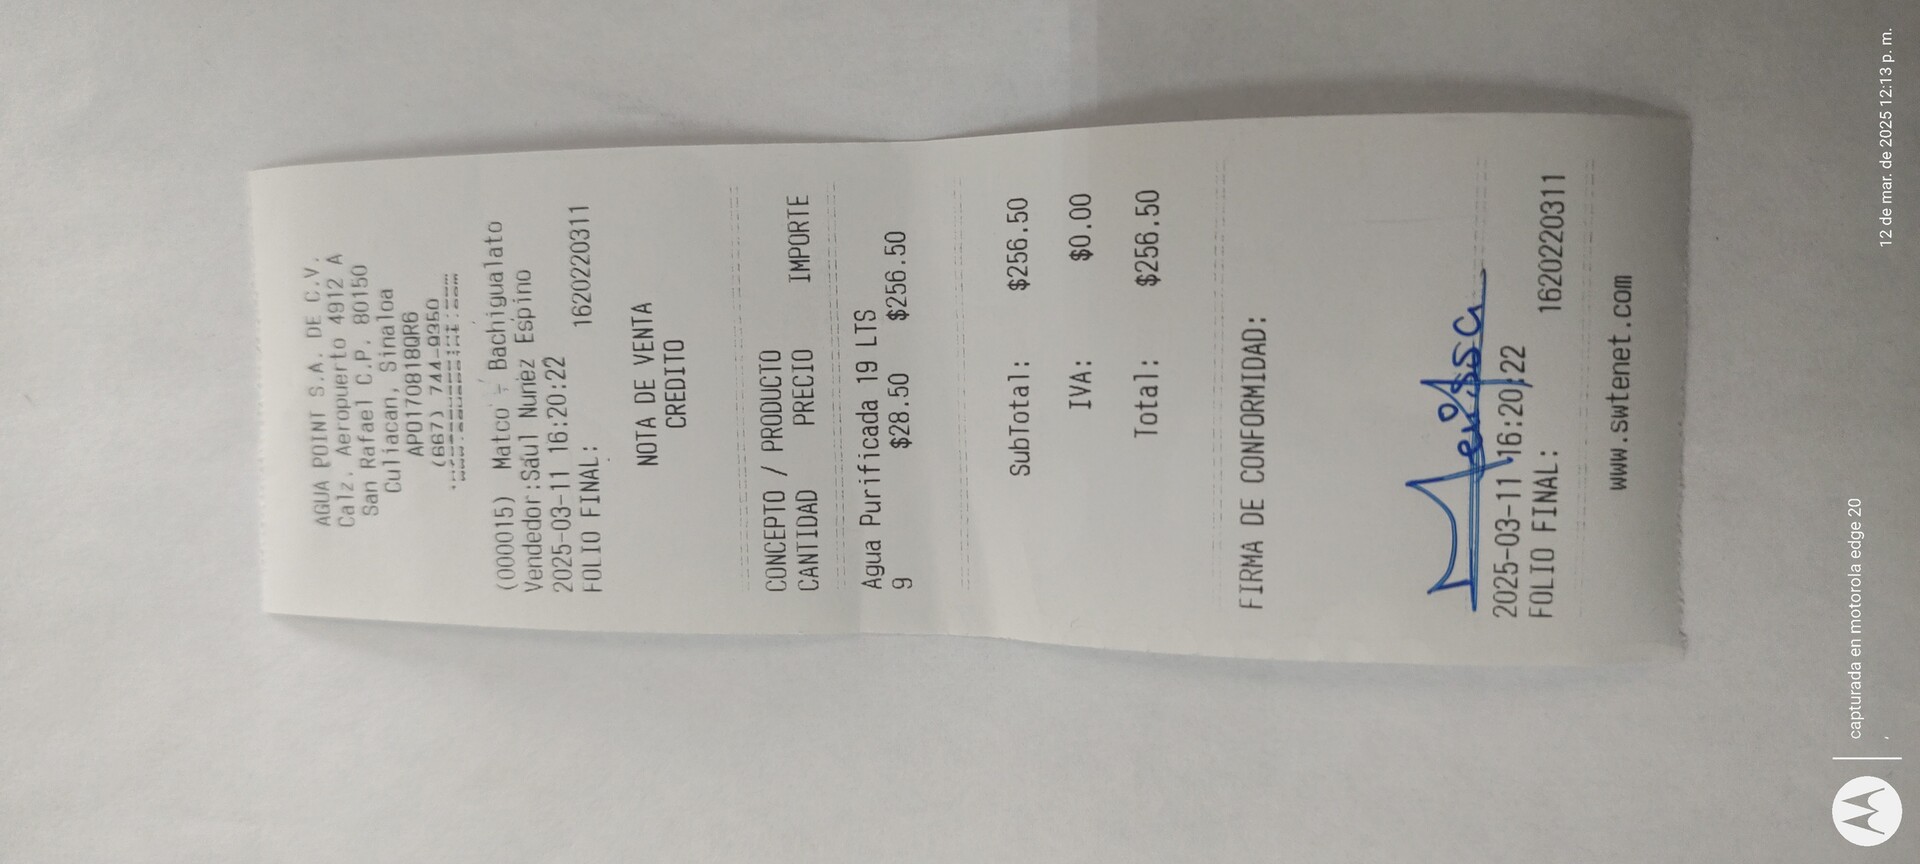 AGUA POINT S.A. DE C.V.
Calz. Aeropuerto 4912 A
San Rafael C.P. 80150
Culiacan, Sinaloa
APO170818QR6
(667) 744-9350
(0000015) Matco - Bachigualato
Vendedor:Saul Nunez Espino
2025-03-11 16:20:22
FOLIO FINAL: 1620220311
NOTA DE VENTA
CREDITO
CONCEPTO / PRODUCTO
CANTIDAD PRECIO IMPORTE
Agua Purificada 19 LTS
9 $28.50 $256.50
SubTotal: $256.50
IVA: $0.00
Total: $256.50
FIRMA DE CONFORMIDAD:
2025-03-11 16:20:22
FOLIO FINAL: 1620220311
www.swtenet.com
capturada en motorola edge 20
12 de mar. de 2025 12:13 p. m.